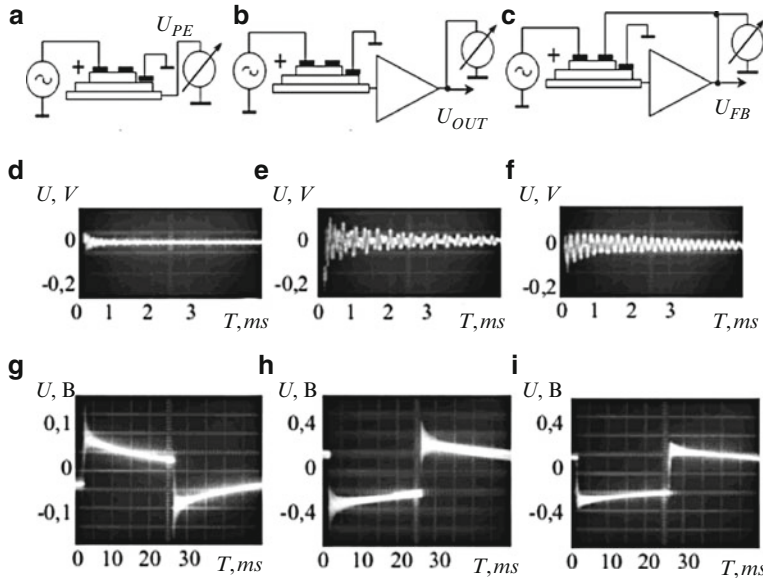 a
U_PE
+
b
+
U_OUT
c
+
U_FB
d
U, V
0
-0,2
0 1 2 3 T,ms
e
U, V
0
-0,2
0 1 2 3 T,ms
f
U, V
0
-0,2
0 1 2 3 T,ms
g
U, B
0,1
0
-0,1
0 10 20 30
T,ms
h
U, B
0,4
0
-0,4
0 10 20 30
T,ms
i
U, B
0,4
0
-0,4
0 10 20 30
T,ms